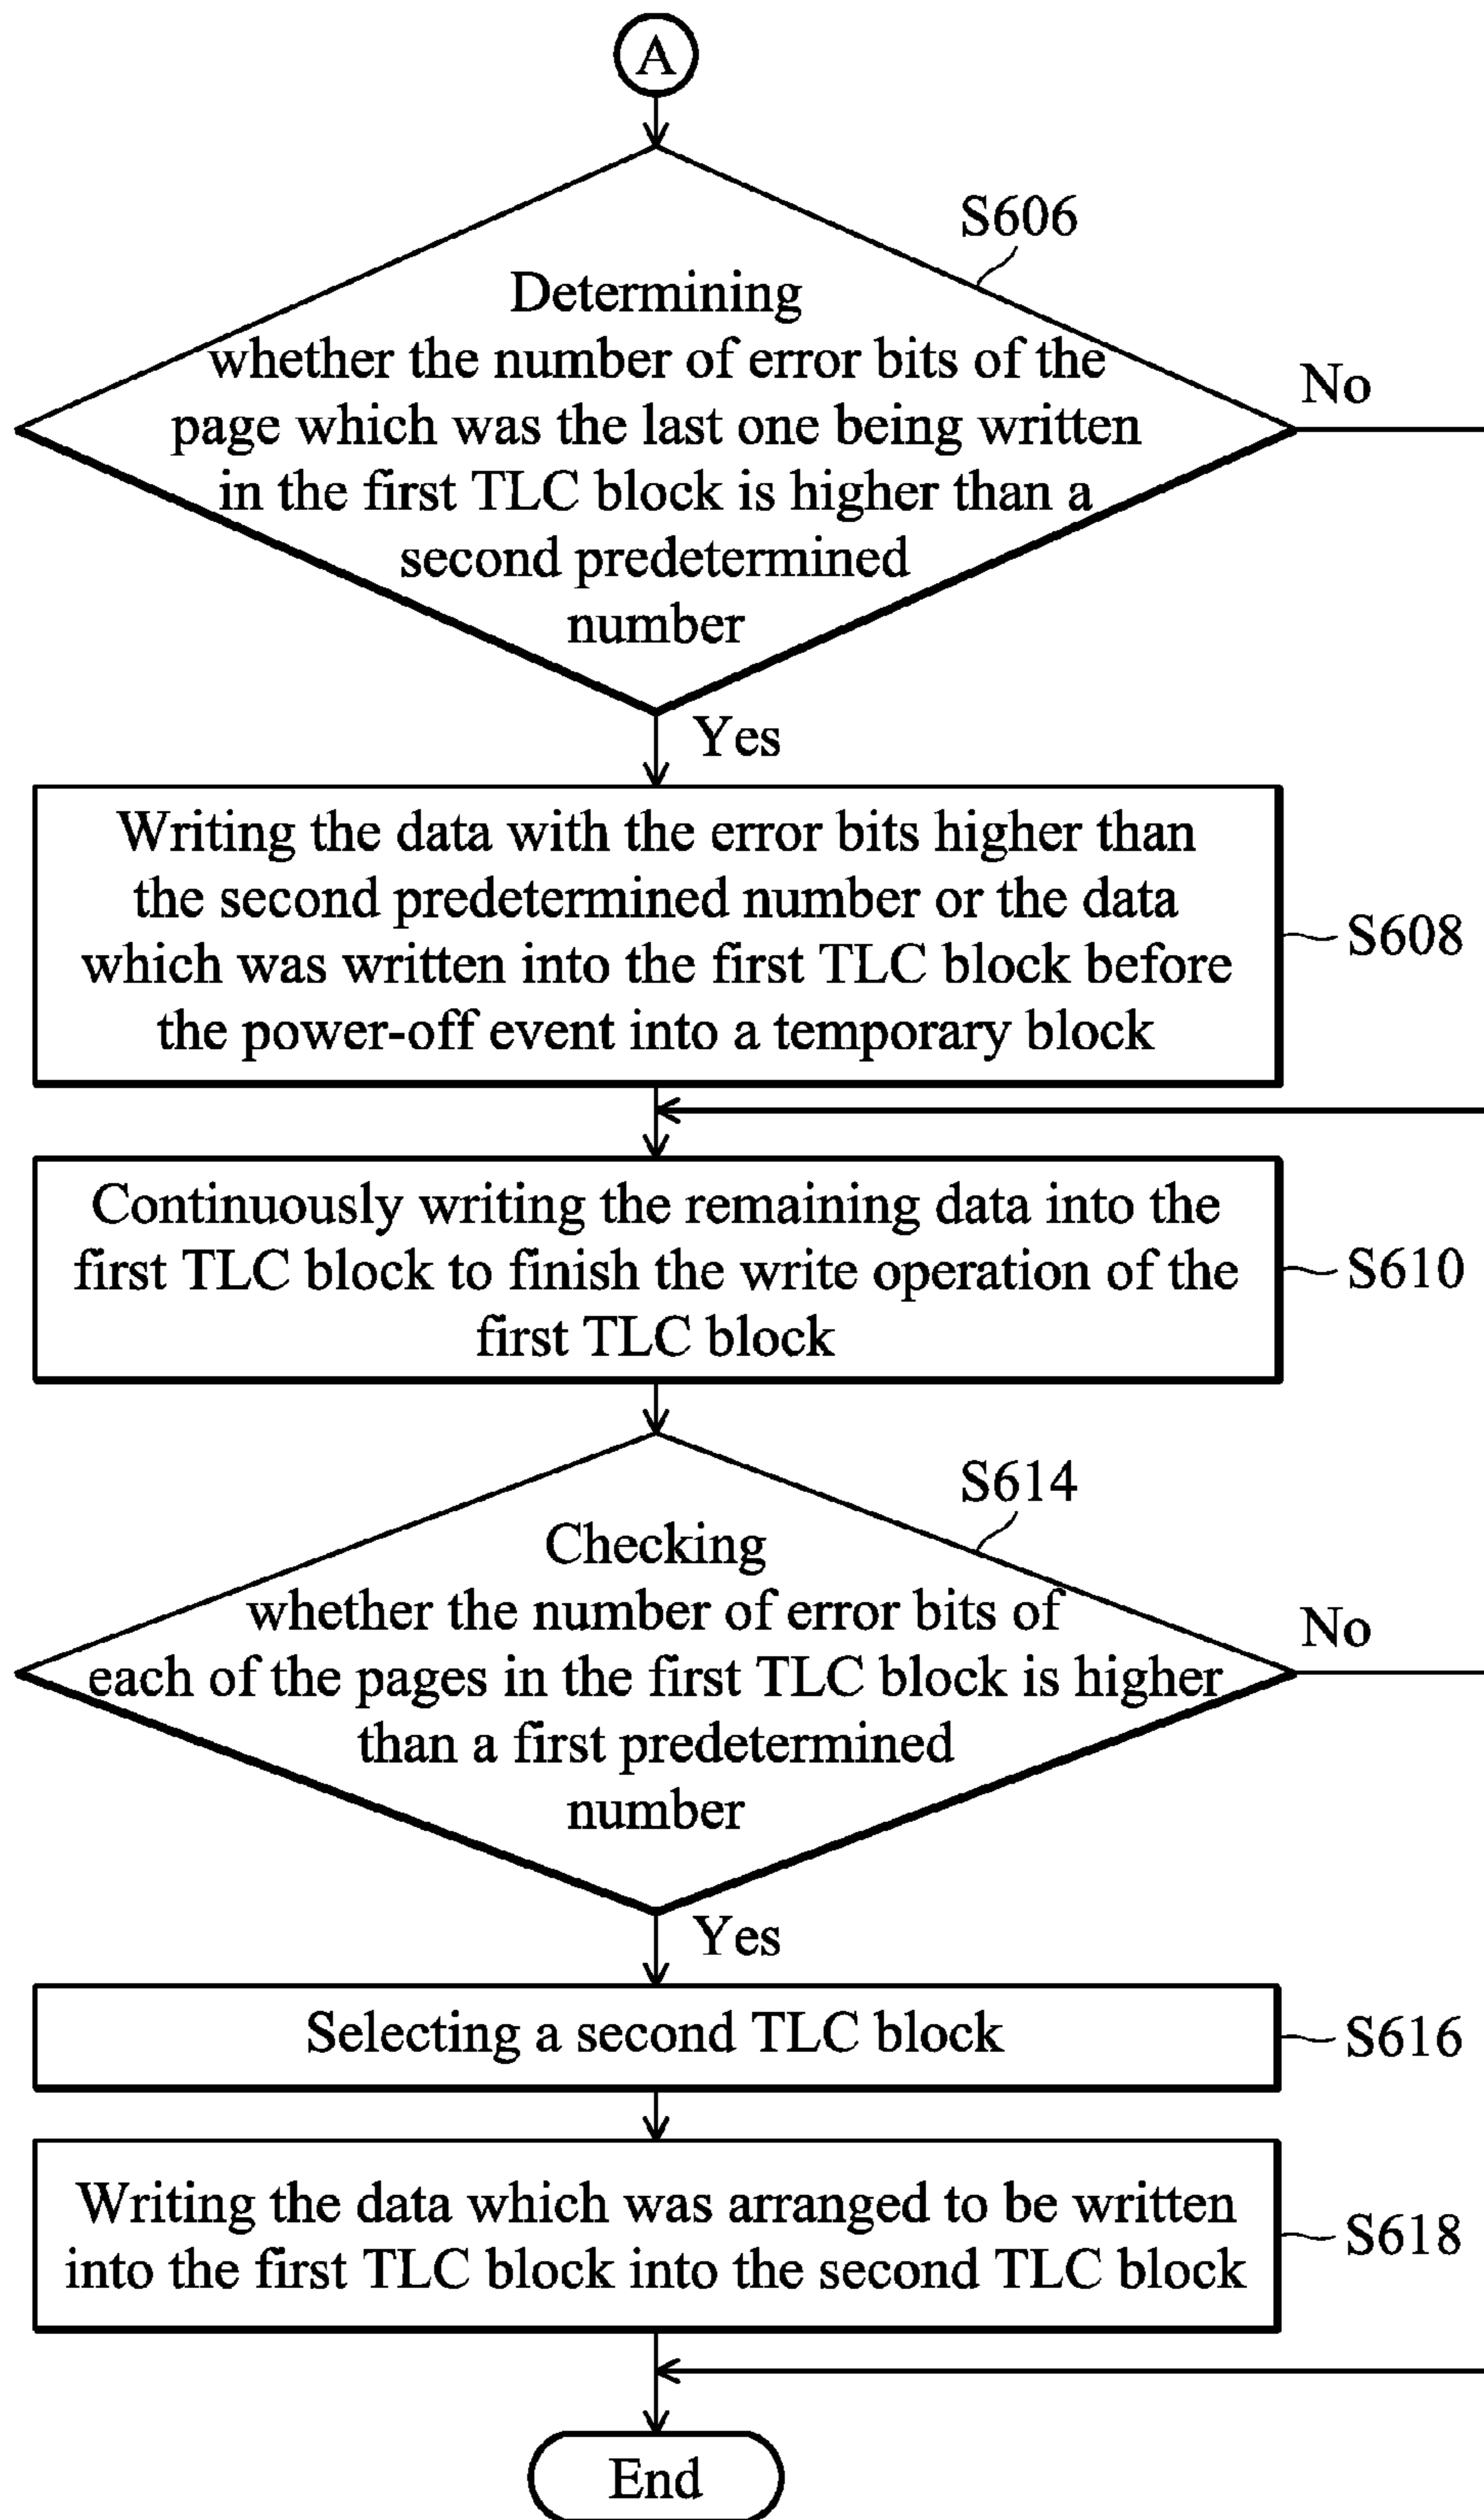 A
S606
Determining
whether the number of error bits of the
page which was the last one being written
in the first TLC block is higher than a
second predetermined
number
No
Yes
Writing the data with the error bits higher than
the second predetermined number or the data
which was written into the first TLC block before
the power-off event into a temporary block
S608
Continuously writing the remaining data into the
first TLC block to finish the write operation of the
first TLC block
S610
S614
Checking
whether the number of error bits of
each of the pages in the first TLC block is higher
than a first predetermined
number
No
Yes
Selecting a second TLC block
S616
Writing the data which was arranged to be written
into the first TLC block into the second TLC block
S618
End